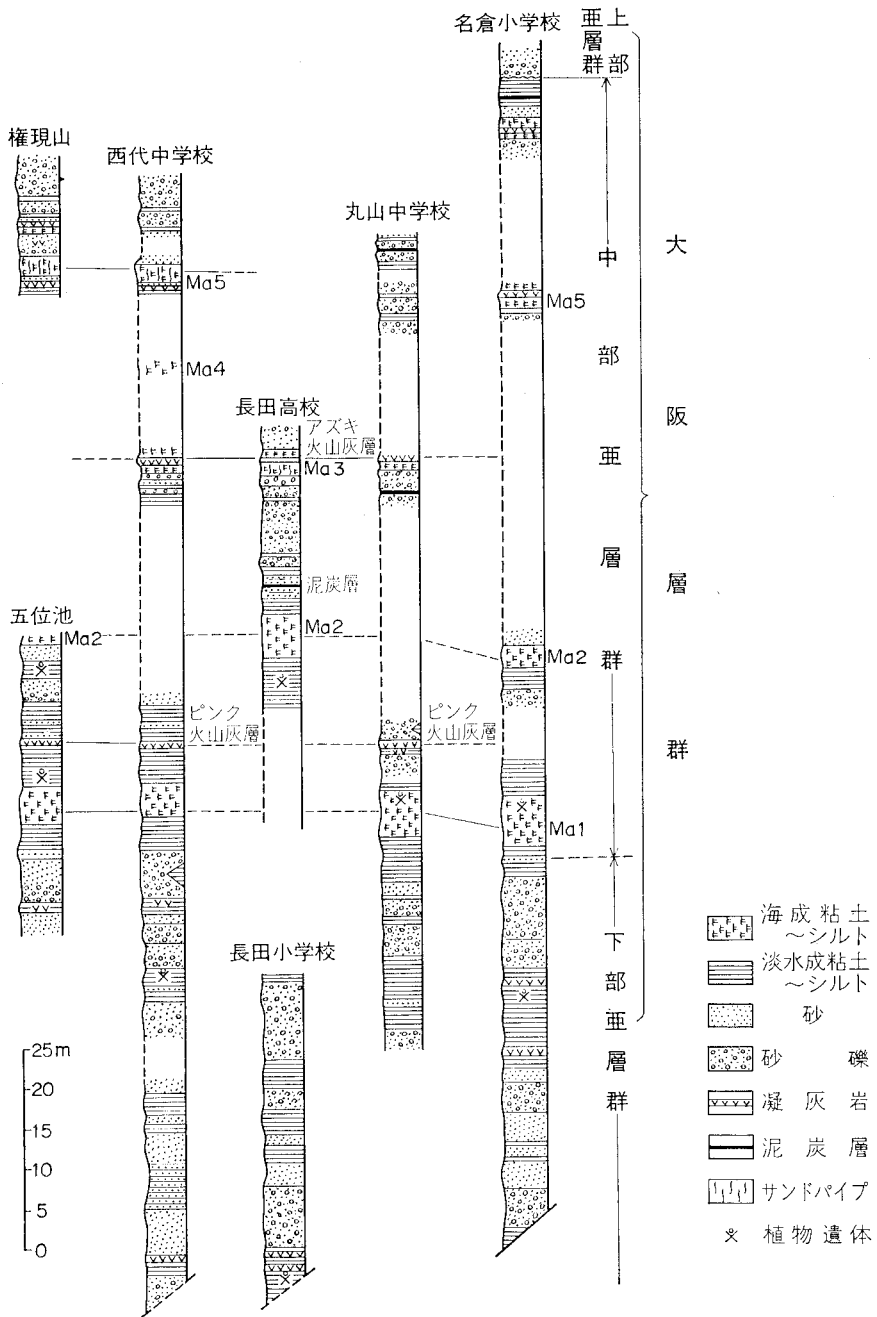 名倉小学校
上部亜層群
権現山
西代中学校
丸山中学校
Ma5
Ma5
Ma4
長田高校
アズキ
火山灰層
Ma3
泥炭層
五位池
Ma2
Ma2
Ma2
ピンク
火山灰層
ピンク
火山灰層
Ma1
中部亜層群
大阪層群
長田小学校
下部亜層群
25m
20
15
10
5
0
海成粘土
~シルト
淡水成粘土
~シルト
砂
砂礫
凝灰岩
泥炭層
サンドパイプ
植物遺体